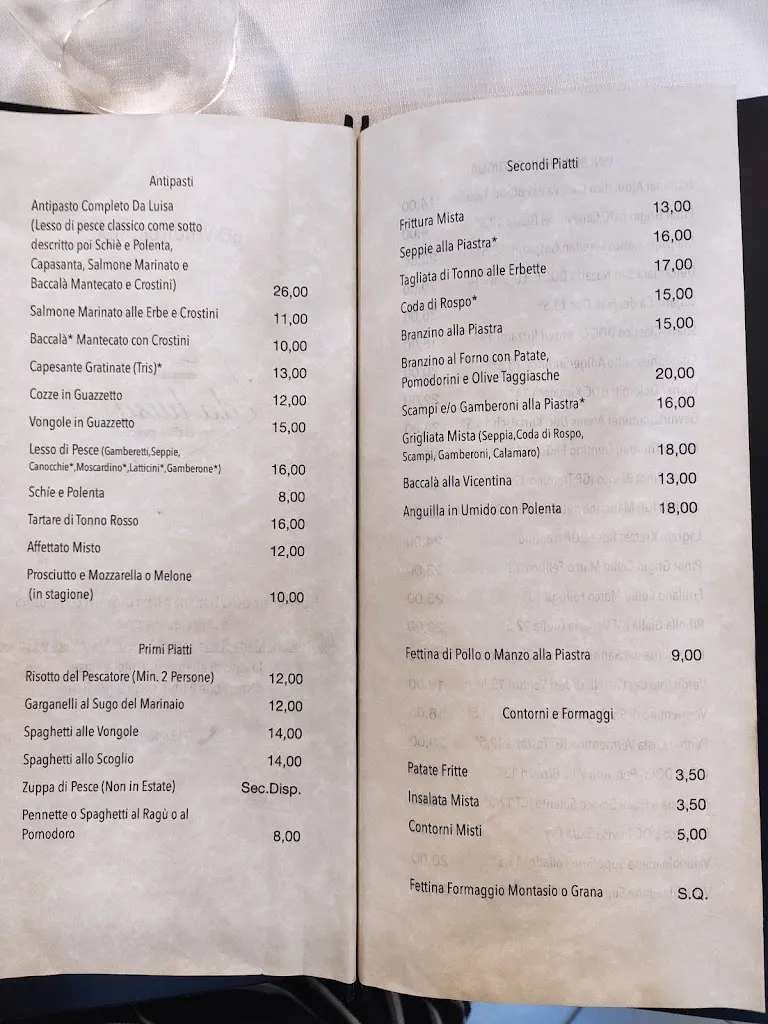 Antipasti
Antipasto Completo Da Luisa
(Lesso di pesce classico come sotto
descritto poi Schiè e Polenta,
Capasanta, Salmone Marinato e
Baccalà Mantecato e Crostini) 26,00
Salmone Marinato alle Erbe e Crostini 11,00
Baccalà* Mantecato con Crostini 10,00
Capesante Gratinate (Tris)* 13,00
Cozze in Guazzetto 12,00
Vongole in Guazzetto 15,00
Lesso di Pesce (Gamberetti,Seppie,
Canocchie*,Moscardino*,Latticini*,Gamberone*) 16,00
Schíe e Polenta 8,00
Tartare di Tonno Rosso 16,00
Affettato Misto 12,00
Prosciutto e Mozzarella o Melone
(in stagione) 10,00
Primi Piatti
Risotto del Pescatore (Min. 2 Persone) 12,00
Garganelli al Sugo del Marinaio 12,00
Spaghetti alle Vongole 14,00
Spaghetti allo Scoglio 14,00
Zuppa di Pesce (Non in Estate) Sec.Disp.
Pennette o Spaghetti al Ragù o al
Pomodoro 8,00
Secondi Piatti
Frittura Mista 13,00
Seppie alla Piastra* 16,00
Tagliata di Tonno alle Erbette 17,00
Coda di Rospo* 15,00
Branzino alla Piastra 15,00
Branzino al Forno con Patate,
Pomodorini e Olive Taggiasche 20,00
Scampi e/o Gamberoni alla Piastra* 16,00
Grigliata Mista (Seppia,Coda di Rospo,
Scampi, Gamberoni, Calamaro) 18,00
Baccalà alla Vicentina 13,00
Anguilla in Umido con Polenta 18,00
Fettina di Pollo o Manzo alla Piastra 9,00
Contorni e Formaggi
Patate Fritte 3,50
Insalata Mista 3,50
Contorni Misti 5,00
Fettina Formaggio Montasio o Grana S.Q.